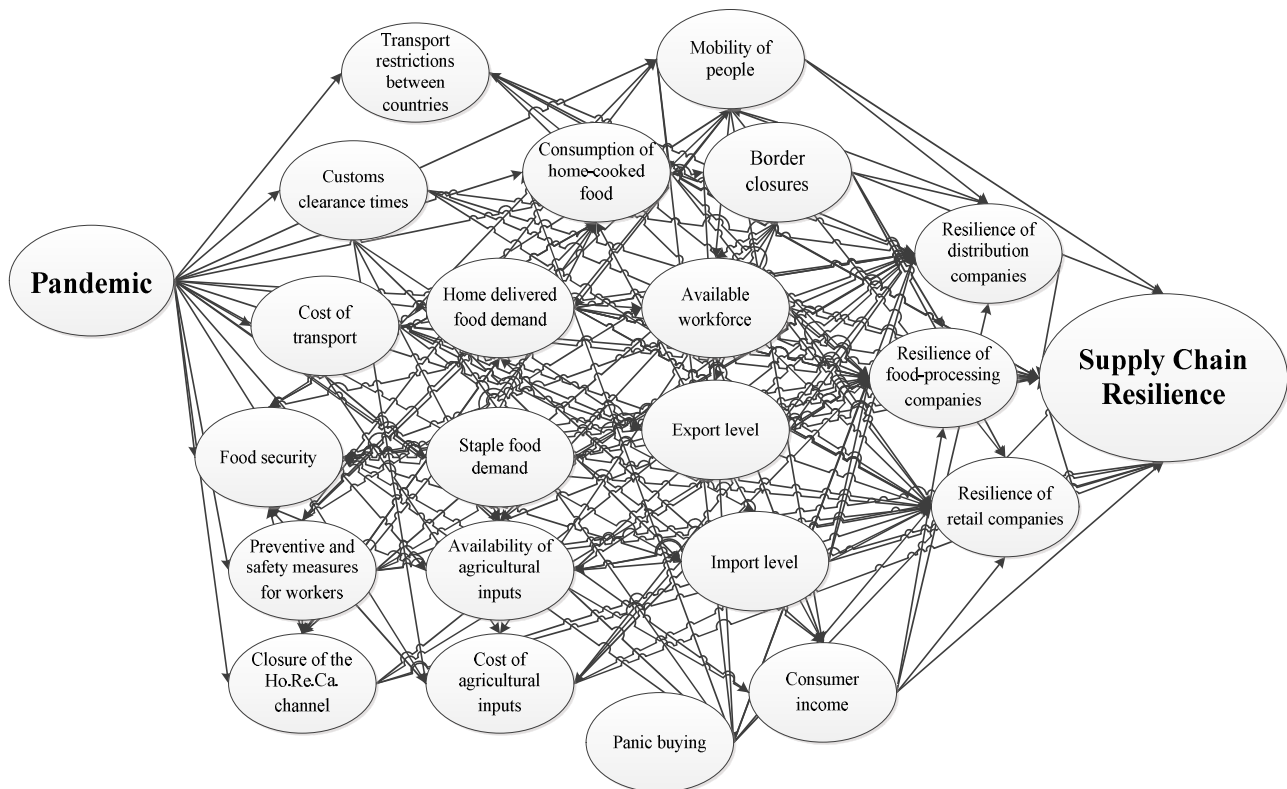 Transport
restrictions
between
countries
Mobility of
people
Customs
clearance times
Consumption of
home-cooked
food
Border
closures
Pandemic
Resilience of
distribution
companies
Cost of
transport
Home delivered
food demand
Available
workforce
Resilience of
food-processing
companies
Supply Chain
Resilience
Food security
Staple food
demand
Export level
Resilience of
retail companies
Preventive and
safety measures
for workers
Availability of
agricultural
inputs
Import level
Closure of the
Ho.Re.Ca.
channel
Cost of
agricultural
inputs
Consumer
income
Panic buying